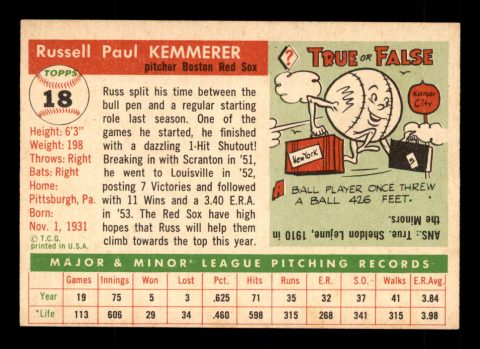 Russell Paul KEMMERER
pitcher Boston Red Sox
TOPPS
18
Height: 6'3"
Weight: 198
Throws: Right
Bats: Right
Home:
Pittsburgh, Pa.
Born:
Nov. 1, 1931
© T.C.G.
printed in U.S.A.
Russ split his time between the
bull pen and a regular starting
role last season. One of the
games he started, he finished
with a dazzling 1-Hit Shutout!
Breaking in with Scranton in '51,
he went to Louisville in '52,
posting 7 Victories and followed
with 11 Wins and 3.40 E.R.A.
in '53. The Red Sox have high
hopes that Russ will help them
climb towards the top this year.
?
TRUE OR FALSE
Kansas
City
New York
A BALL PLAYER ONCE THREW
A BALL 426 FEET.
ANS.: True. Sheldon Lejune, 1910 in
the Minors.
MAJOR & MINOR* LEAGUE PITCHING RECORDS
Games Innings Won Lost Pct. Hits Runs E.R. S.O. Walks E.R.Avg.
Year 19 75 5 3 .625 71 35 32 37 41 3.84
*Life 113 606 29 34 .460 598 315 268 341 315 3.98